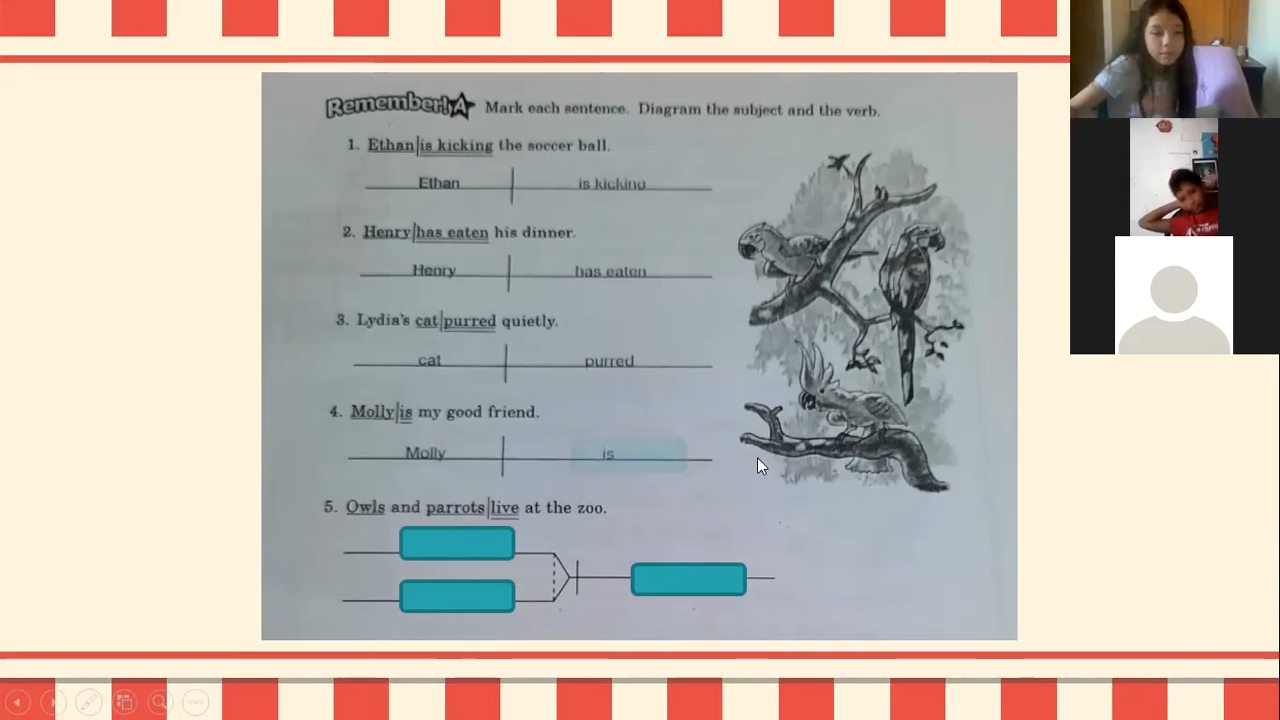 Remember! A Mark each sentence. Diagram the subject and the verb.
1. Ethan is kicking the soccer ball.
Ethan is kicking
2. Henry has eaten his dinner.
Henry has eaten
3. Lydia's cat purred quietly.
cat purred
4. Molly is my good friend.
Molly is
5. Owls and parrots live at the zoo.